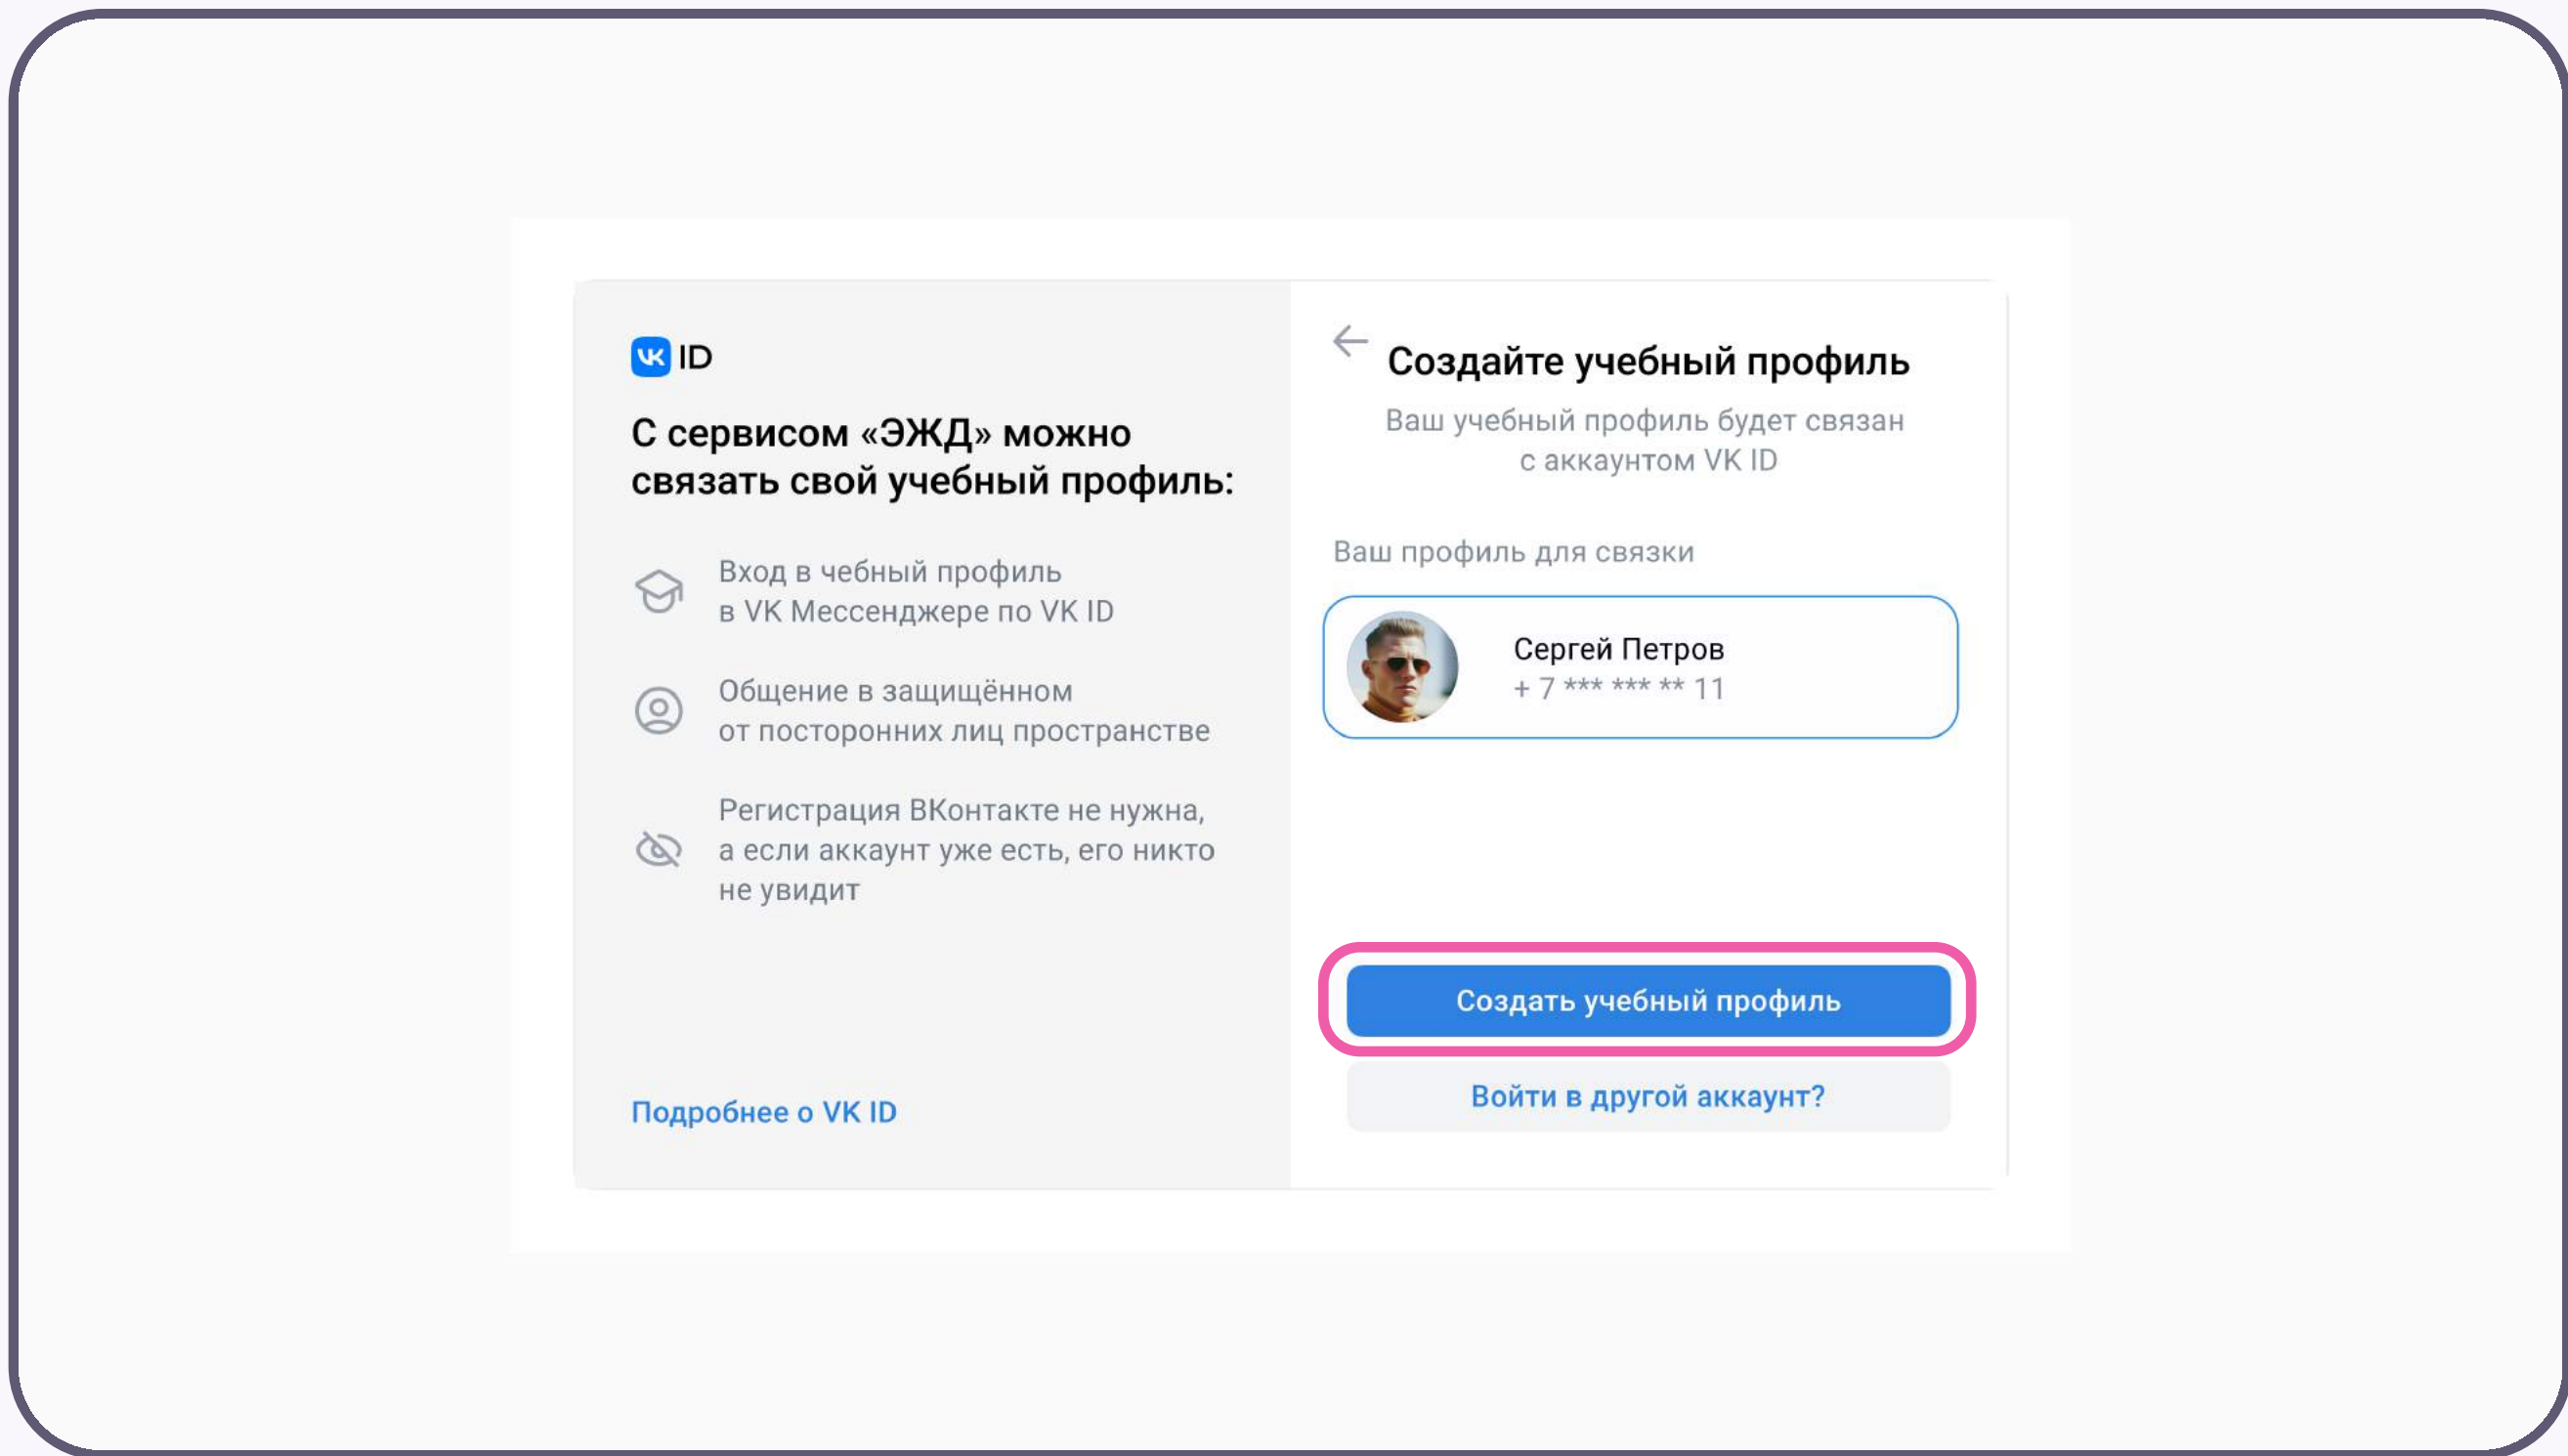 VK ID
С сервисом «ЭЖД» можно
связать свой учебный профиль:
Вход в чебный профиль
в VK Мессенджере по VK ID
Общение в защищённом
от посторонних лиц пространстве
Регистрация ВКонтакте не нужна,
а если аккаунт уже есть, его никто
не увидит
Подробнее о VK ID
Создайте учебный профиль
Ваш учебный профиль будет связан
с аккаунтом VK ID
Ваш профиль для связки
Сергей Петров
+ 7 *** *** ** 11
Создать учебный профиль
Войти в другой аккаунт?